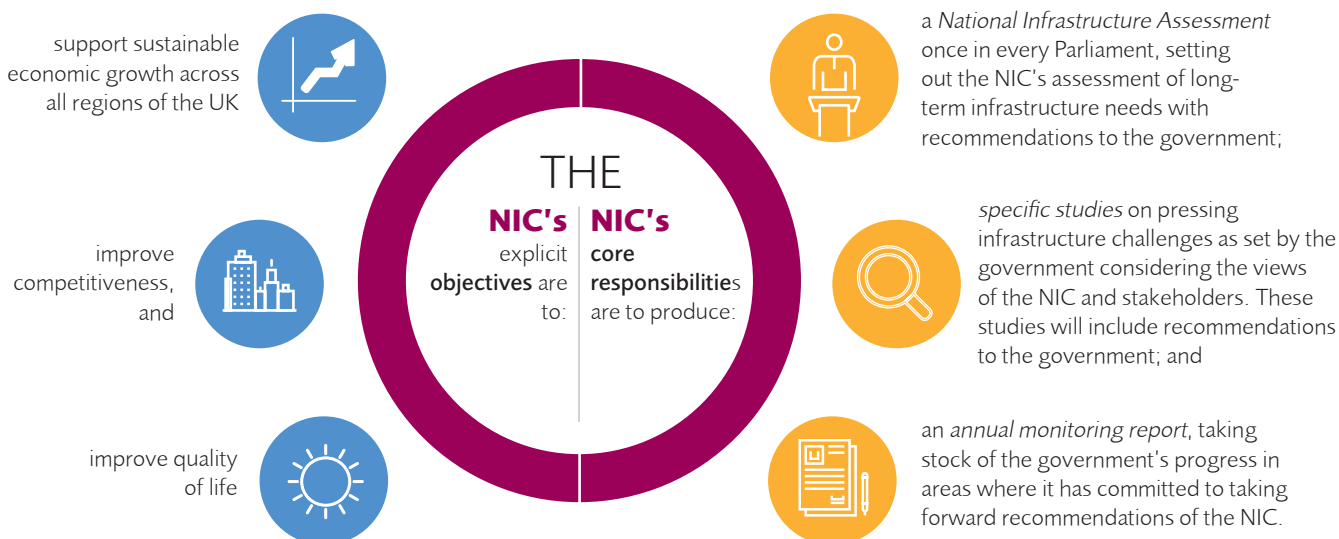 support sustainable
economic growth across
all regions of the UK
improve
competitiveness,
and
improve quality
of life
THE
NIC's
explicit
objectives are
to:
NIC's
core
responsibilities
are to produce:
a National Infrastructure Assessment
once in every Parliament, setting
out the NIC's assessment of long-
term infrastructure needs with
recommendations to the government;
specific studies on pressing
infrastructure challenges as set by the
government considering the views
of the NIC and stakeholders. These
studies will include recommendations
to the government; and
an annual monitoring report, taking
stock of the government's progress in
areas where it has committed to taking
forward recommendations of the NIC.